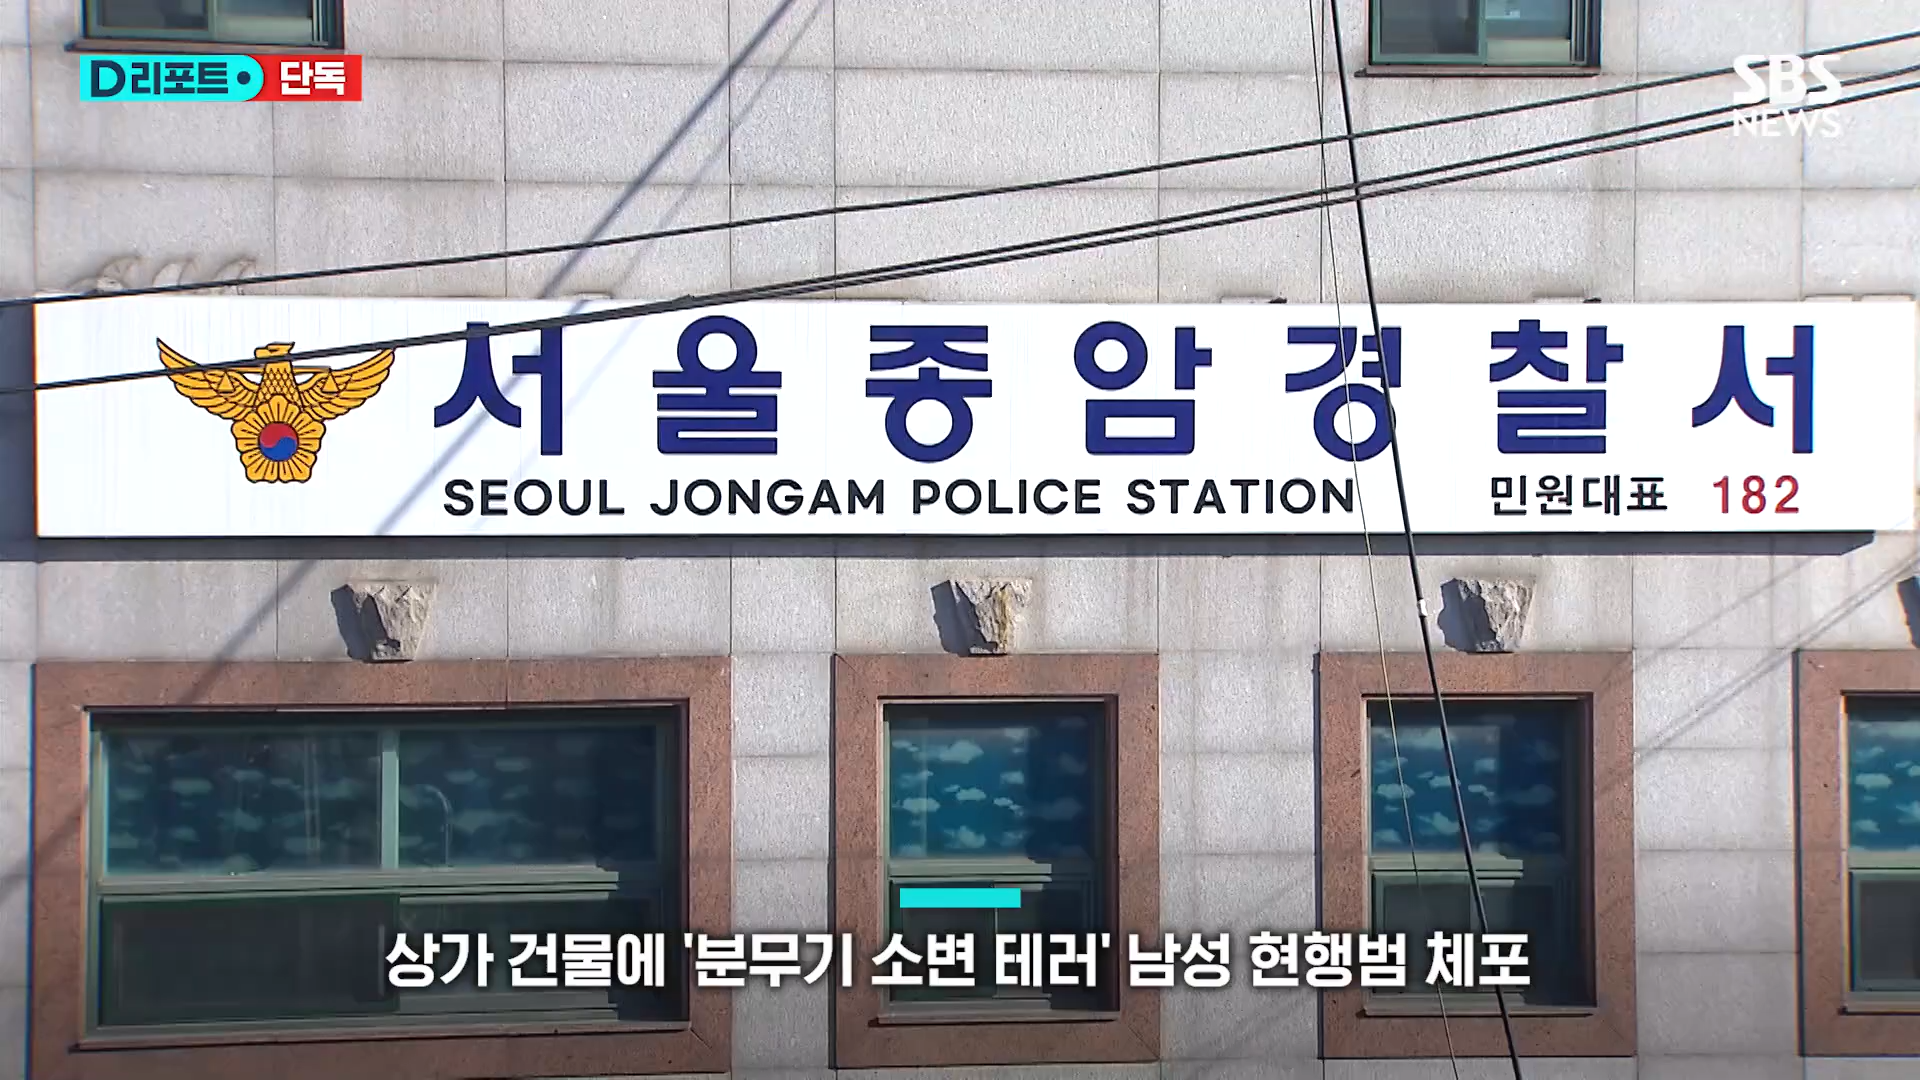 D리포트 단독
SBS NEWS
서울종암경찰서
SEOUL JONGAM POLICE STATION 민원대표 182
상가 건물에 '분무기 소변 테러' 남성 현행범 체포